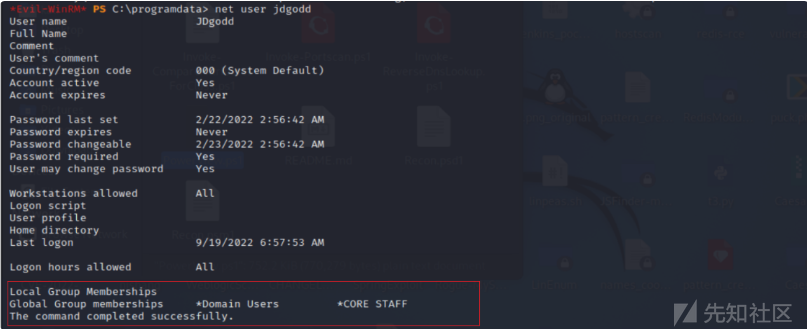 *Evil-WinRM* PS C:\programdata> net user jdgodd
User name JDgodd
Full Name
Comment
User's comment
Country/region code 000 (System Default)
Account active Yes
Account expires Never
Password last set 2/22/2022 2:56:42 AM
Password expires Never
Password changeable 2/23/2022 2:56:42 AM
Password required Yes
User may change password Yes
Workstations allowed All
Logon script
User profile
Home directory
Last logon 9/19/2022 6:57:53 AM
Logon hours allowed All
Local Group Memberships
Global Group memberships *Domain Users *CORE STAFF
The command completed successfully.
先知社区